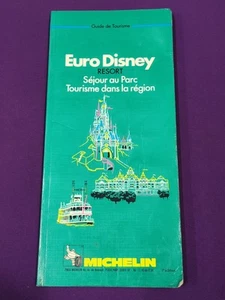 Guide de Tourisme
Euro Disney
RESORT
Séjour au Parc
Tourisme dans la région
MICHELIN